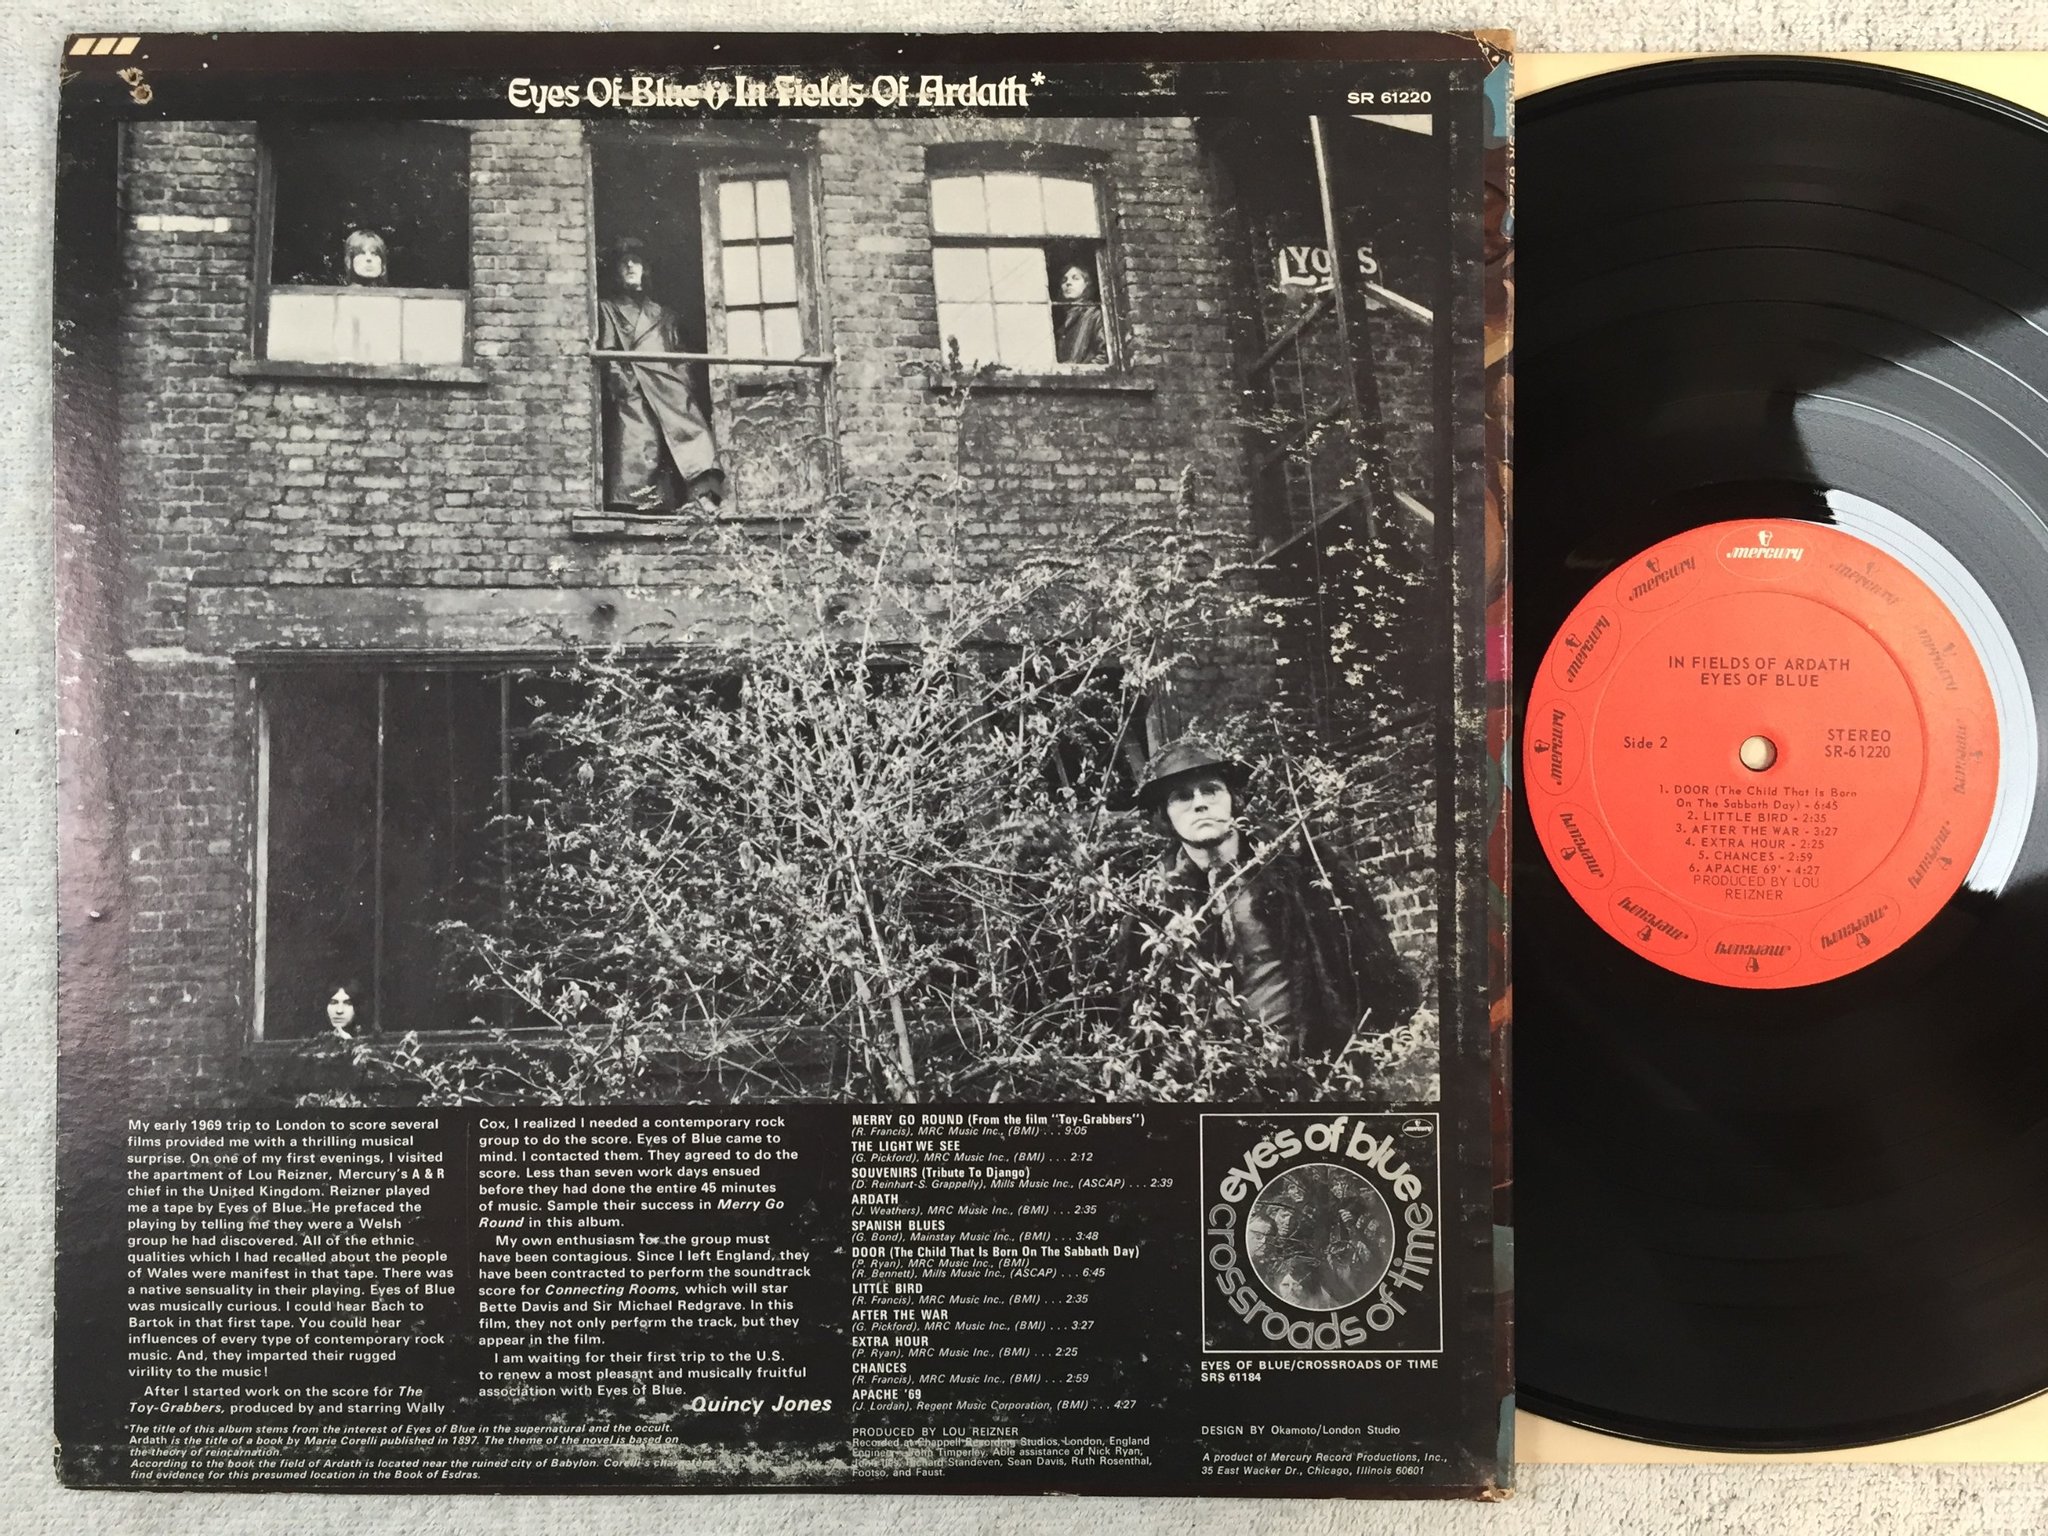 Eyes Of Blue In Fields Of Ardath*
SR 61220
LYONS
My early 1969 trip to London to score several
films provided me with a thrilling musical
surprise. On one of my first evenings, I visited
the apartment of Lou Reizner, Mercury's A & R
chief in the United Kingdom. Reizner played
me a tape by Eyes of Blue. He prefaced the
playing by telling me they were a Welsh
group he had discovered. All of the ethnic
qualities which I had recalled about the people
of Wales were manifest in that tape. There was
a native sensuality in their playing. Eyes of Blue
was musically curious. I could hear Bach to
Bartok in that first tape. You could hear
influences of every type of contemporary rock
music. And, they imparted their rugged
virility to the music!
After I started work on the score for The
Toy-Grabbers, produced by and starring Wally
Cox, I realized I needed a contemporary rock
group to do the score. Eyes of Blue came to
mind. I contacted them. They agreed to do the
score. Less than seven work days ensued
before they had done the entire 45 minutes
of music. Sample their success in Merry Go
Round in this album.
My own enthusiasm for the group must
have been contagious. Since I left England, they
have been contracted to perform the soundtrack
score for Connecting Rooms, which will star
Bette Davis and Sir Michael Redgrave. In this
film, they not only perform the track, but they
appear in the film.
I am waiting for their first trip to the U.S.
to renew a most pleasant and musically fruitful
association with Eyes of Blue.
Quincy Jones
*The title of this album stems from the interest of Eyes of Blue in the supernatural and the occult.
Ardath is the title of a book by Marie Corelli published in 1897. The theme of the novel is based on
the theory of reincarnation.
According to the book the field of Ardath is located near the ruined city of Babylon. Corelli's characters
find evidence for this presumed location in the Book of Esdras.
MERRY GO ROUND (From the film "Toy-Grabbers")
(R. Francis), MRC Music Inc., (BMI) . . . 9:05
THE LIGHT WE SEE
(G. Pickford), MRC Music Inc., (BMI) . . . 2:12
SOUVENIRS (Tribute To Django)
(D. Reinhart-S. Grappelly), Mills Music Inc., (ASCAP) . . . 2:39
ARDATH
(J. Weathers), MRC Music Inc., (BMI) . . . 2:35
SPANISH BLUES
(G. Bond), Mainstay Music Inc., (BMI) . . . 3:48
DOOR (The Child That Is Born On The Sabbath Day)
(P. Ryan), MRC Music Inc., (BMI)
(R. Bennett), Mills Music Inc., (ASCAP) . . . 6:45
LITTLE BIRD
(R. Francis), MRC Music Inc., (BMI) . . . 2:35
AFTER THE WAR
(G. Pickford), MRC Music Inc., (BMI) . . . 3:27
EXTRA HOUR
(P. Ryan), MRC Music Inc., (BMI) . . . 2:25
CHANCES
(R. Francis), MRC Music Inc., (BMI) . . . 2:59
APACHE '69
(J. Lordan), Regent Music Corporation, (BMI) . . . 4:27
PRODUCED BY LOU REIZNER
Recorded at Chappell Recording Studios, London, England
Engineer John Timperley. Able assistance of Nick Ryan,
Richard Standeven, Sean Davis, Ruth Rosenthal,
Footso, and Faust.
mercury
eyes of blue
crossroads of time
EYES OF BLUE/CROSSROADS OF TIME
SRS 61184
DESIGN BY Okamoto/London Studio
A product of Mercury Record Productions, Inc.,
35 East Wacker Dr., Chicago, Illinois 60601
mercury
mercury
mercury
mercury
mercury
mercury
mercury
mercury
mercury
mercury
mercury
mercury
IN FIELDS OF ARDATH
EYES OF BLUE
Side 2
STEREO
SR-61220
1. DOOR (The Child That Is Born
On The Sabbath Day) - 6:45
2. LITTLE BIRD - 2:35
3. AFTER THE WAR - 3:27
4. EXTRA HOUR - 2:25
5. CHANCES - 2:59
6. APACHE 69' - 4:27
PRODUCED BY LOU
REIZNER